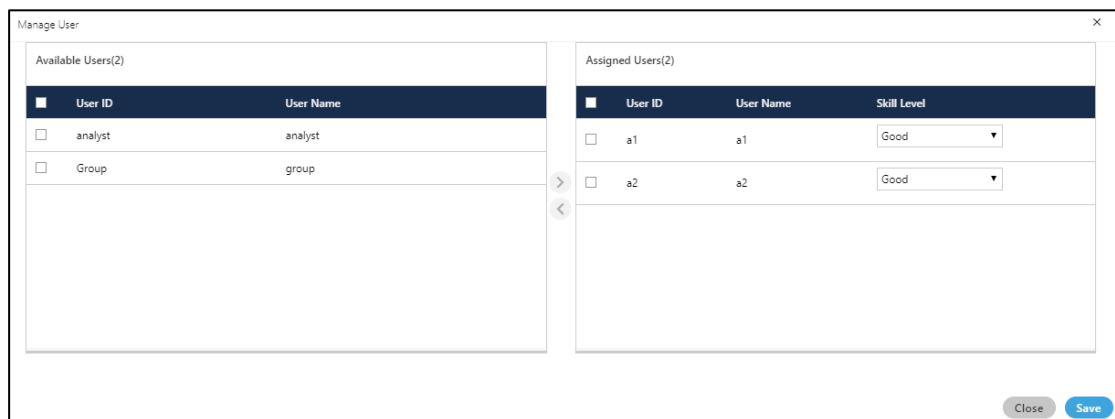 Manage User
Available Users(2)
User ID User Name
analyst analyst
Group group
Assigned Users(2)
User ID User Name Skill Level
a1 a1 Good
a2 a2 Good
Close Save